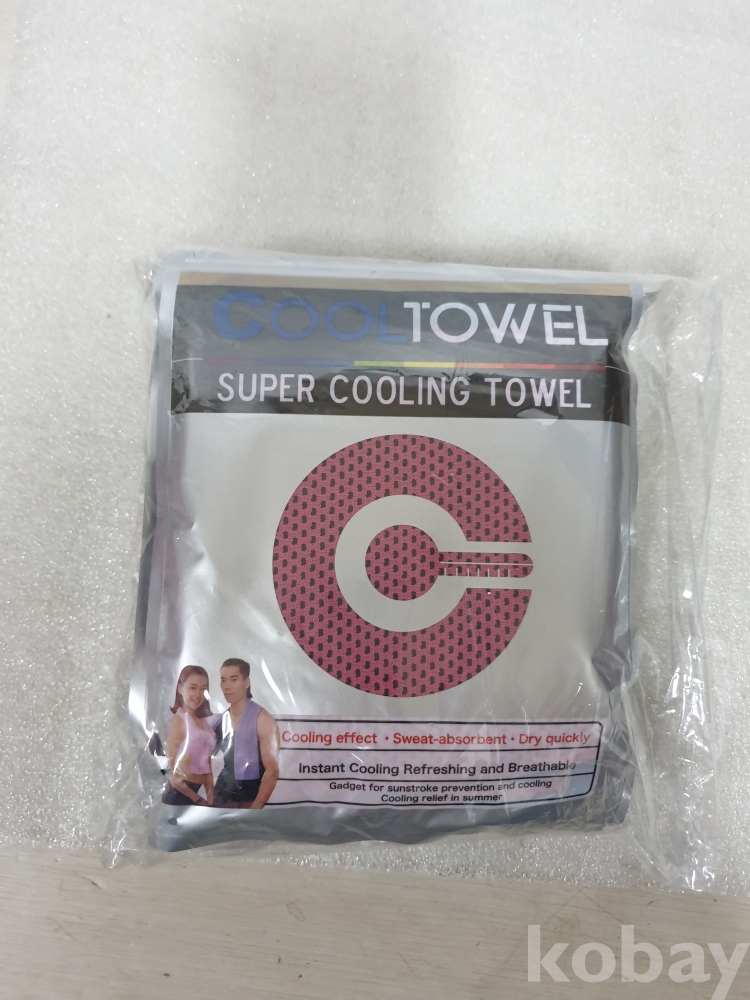 COOLTOWEL
SUPER COOLING TOWEL
Cooling effect · Sweat-absorbent · Dry quickly
Instant Cooling Refreshing and Breathable
Gadget for sunstroke prevention and cooling
Cooling relief in summer
kobay